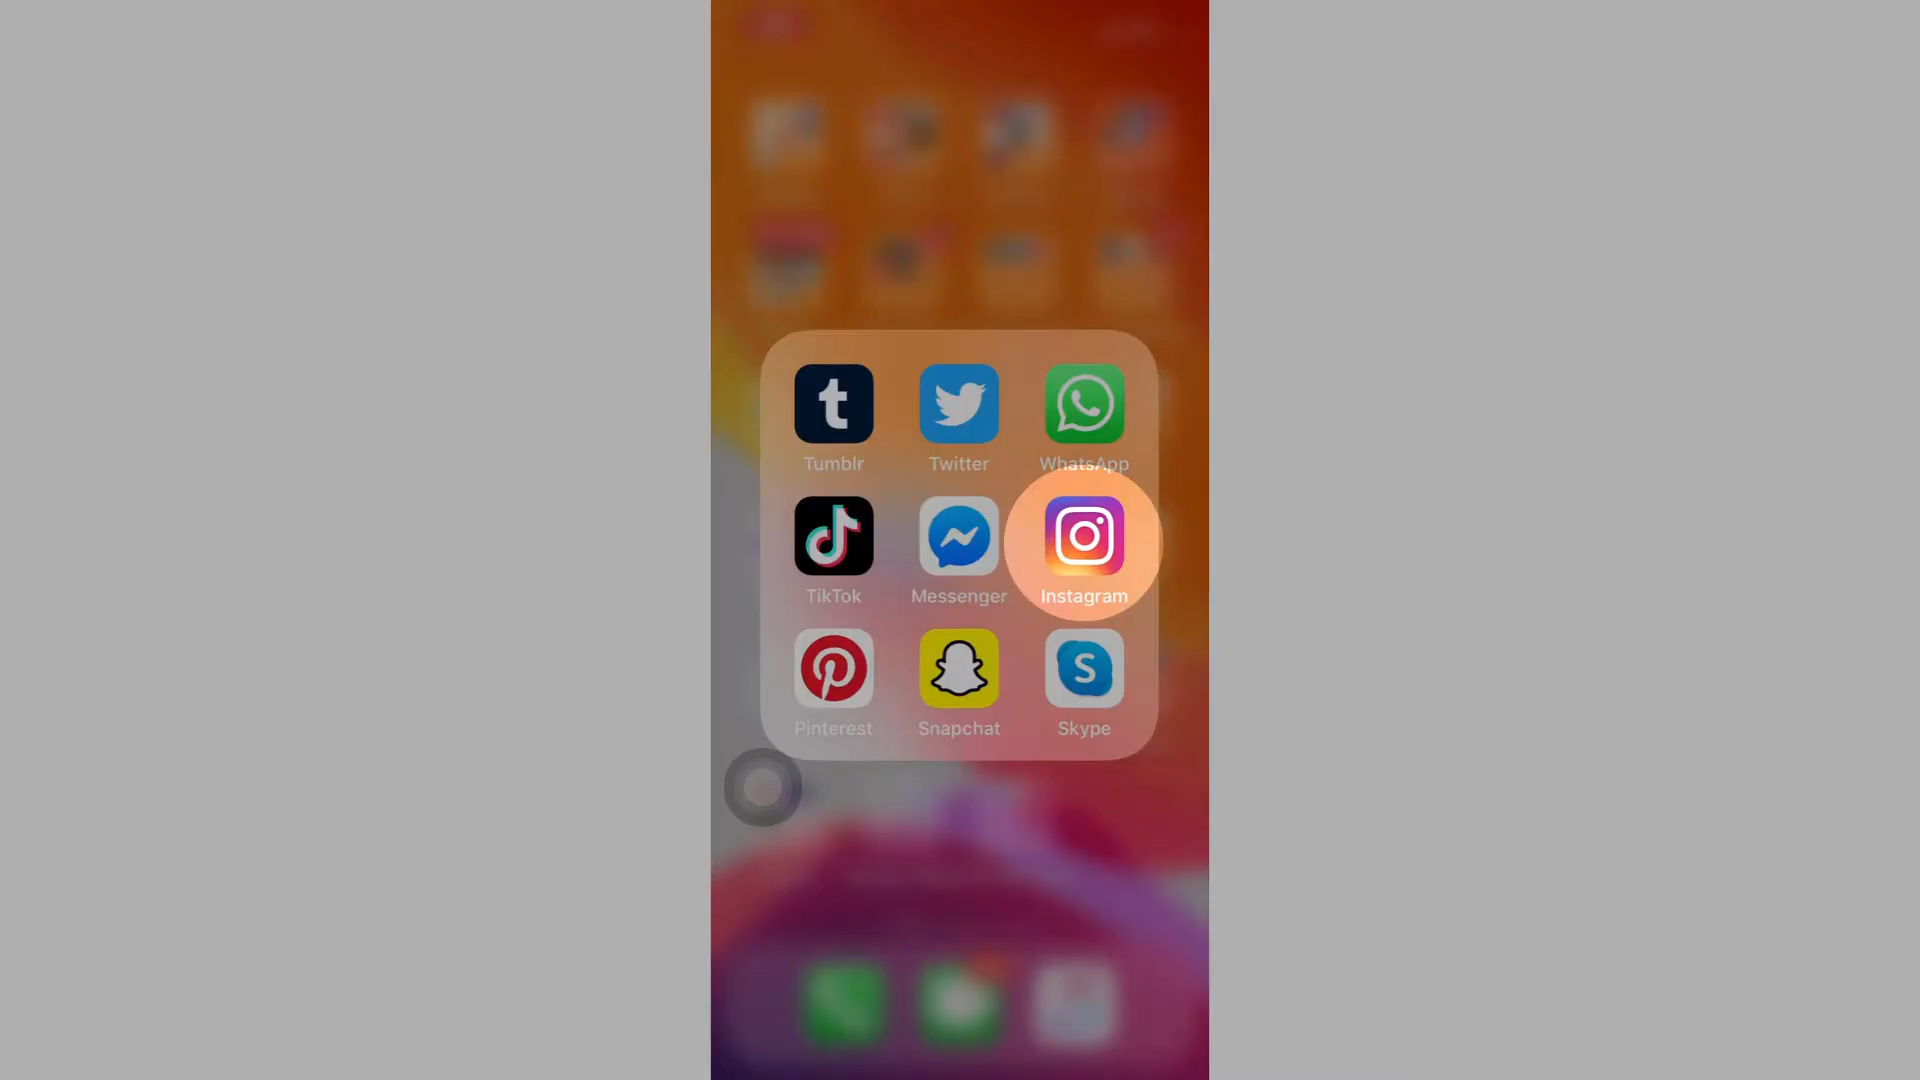 Tumblr Twitter WhatsApp
TikTok Messenger Instagram
Pinterest Snapchat Skype